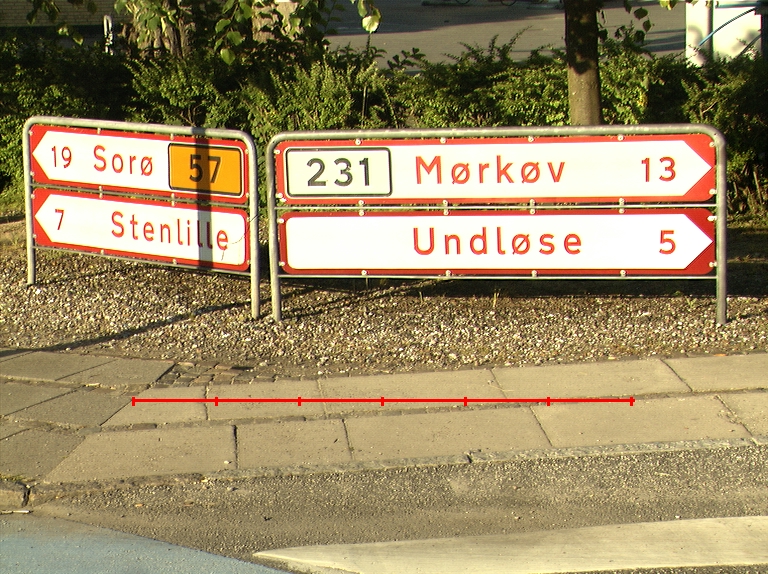 19 Sorø 57
7 Stenlille
231 Mørkøv 13
Undløse 5